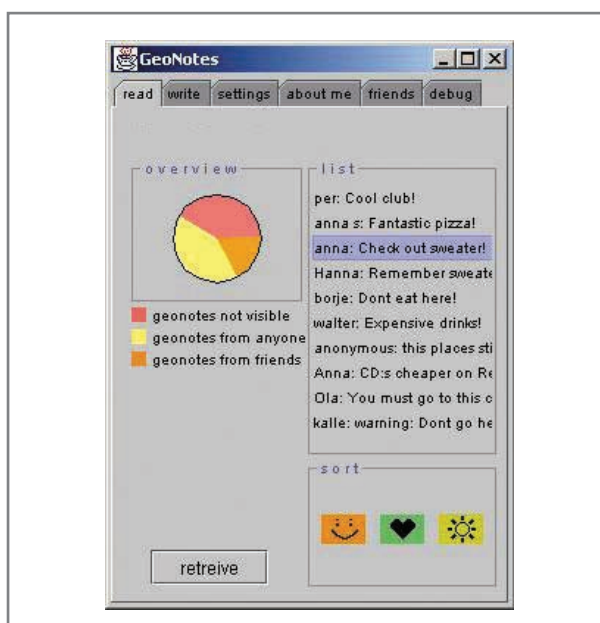 GeoNotes
read write settings about me friends debug
overview
geonotes not visible
geonotes from anyone
geonotes from friends
retreive
list
per: Cool club!
anna s: Fantastic pizza!
anna: Check out sweater!
Hanna: Remember sweate
borje: Dont eat here!
walter: Expensive drinks!
anonymous: this places sti
Anna: CD:s cheaper on Re
Ola: You must go to this c
kalle: warning: Dont go he
sort